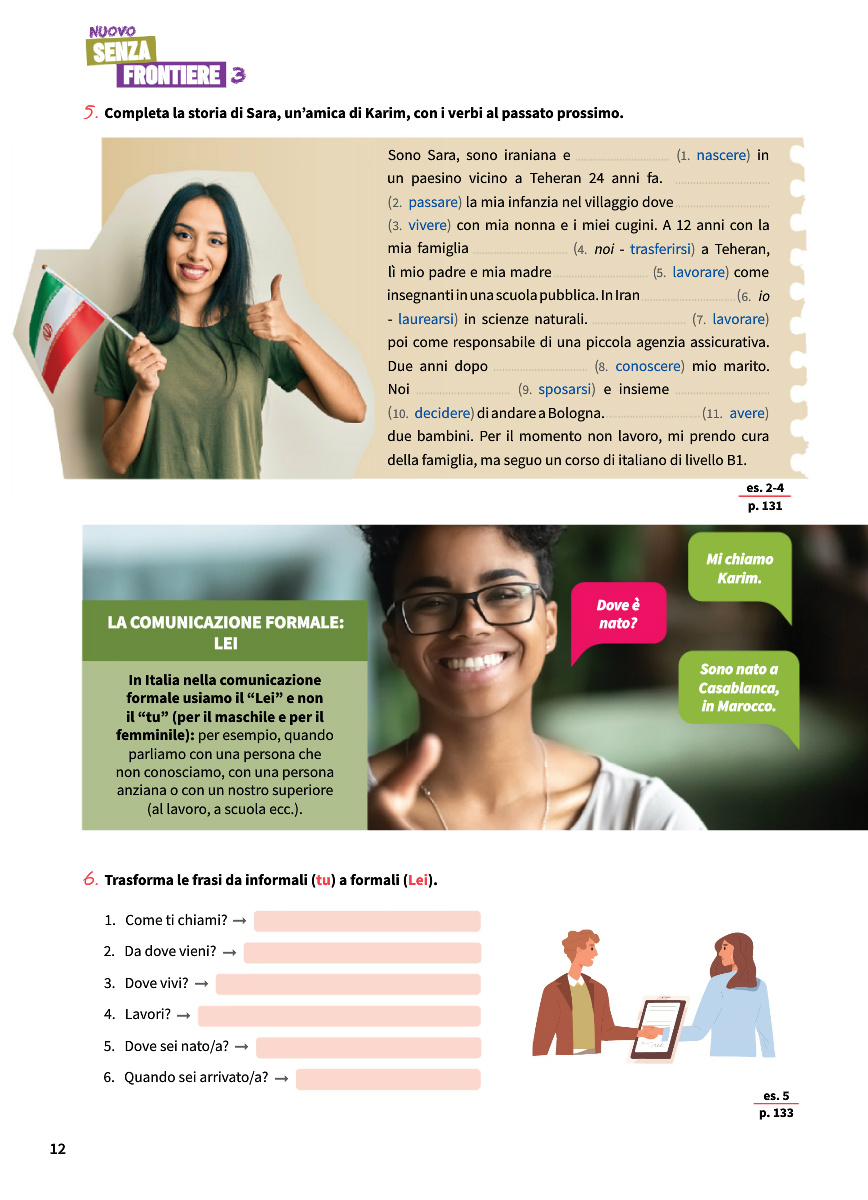 NUOVO
SENZA
FRONTIERE 3
5. Completa la storia di Sara, un'amica di Karim, con i verbi al passato prossimo.
Sono Sara, sono iraniana e ............................ (1. nascere) in
un paesino vicino a Teheran 24 anni fa. ............................
(2. passare) la mia infanzia nel villaggio dove ............................
(3. vivere) con mia nonna e i miei cugini. A 12 anni con la
mia famiglia ............................ (4. noi - trasferirsi) a Teheran,
lì mio padre e mia madre ............................ (5. lavorare) come
insegnanti in una scuola pubblica. In Iran ............................ (6. io
- laurearsi) in scienze naturali. ............................ (7. lavorare)
poi come responsabile di una piccola agenzia assicurativa.
Due anni dopo ............................ (8. conoscere) mio marito.
Noi ............................ (9. sposarsi) e insieme ............................
(10. decidere) di andare a Bologna. ............................ (11. avere)
due bambini. Per il momento non lavoro, mi prendo cura
della famiglia, ma seguo un corso di italiano di livello B1.
es. 2-4
p. 131
LA COMUNICAZIONE FORMALE:
LEI
In Italia nella comunicazione
formale usiamo il “Lei” e non
il “tu” (per il maschile e per il
femminile): per esempio, quando
parliamo con una persona che
non conosciamo, con una persona
anziana o con un nostro superiore
(al lavoro, a scuola ecc.).
Mi chiamo
Karim.
Dove è
nato?
Sono nato a
Casablanca,
in Marocco.
6. Trasforma le frasi da informali (tu) a formali (Lei).
1. Come ti chiami? →
2. Da dove vieni? →
3. Dove vivi? →
4. Lavori? →
5. Dove sei nato/a? →
6. Quando sei arrivato/a? →
es. 5
p. 133
12